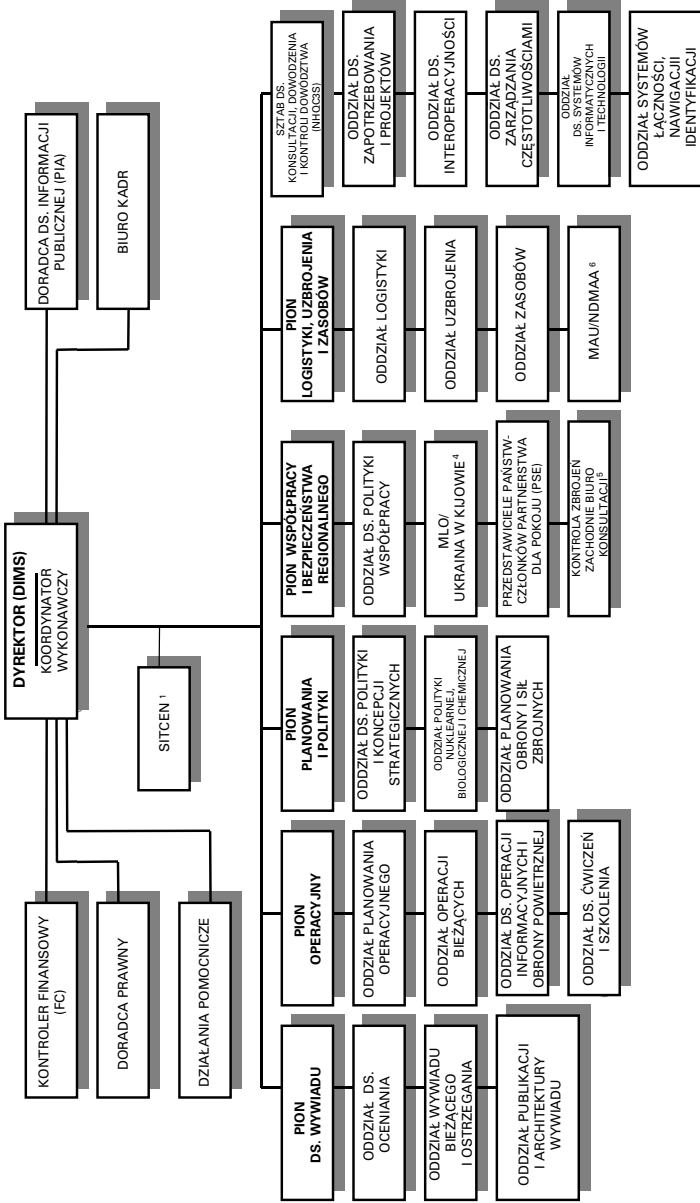 DYREKTOR (DIMS)
KOORDYNATOR
WYKONAWCZY
KONTROLER FINANSOWY
(FC)
DORADCA PRAWNY
DZIAŁANIA POMOCNICZE
DORADCA DS. INFORMACJI
PUBLICZNEJ (PIA)
BIURO KADR
SITCEN ¹
PION
DS. WYWIADU
ODDZIAŁ DS.
OCENIANIA
ODDZIAŁ WYWIADU
BIEŻĄCEGO
I OSTRZEGANIA
ODDZIAŁ PUBLIKACJI
I ARCHITEKTURY
WYWIADU
PION
OPERACYJNY
ODDZIAŁ PLANOWANIA
OPERACYJNEGO
ODDZIAŁ OPERACJI
BIEŻĄCYCH
ODDZIAŁ DS. OPERACJI
INFORMACYJNYCH I
OBRONY POWIETRZNEJ
ODDZIAŁ DS. ĆWICZEŃ
I SZKOLENIA
PION
PLANOWANIA
I POLITYKI
ODDZIAŁ DS. POLITYKI
I KONCEPCJI
STRATEGICZNYCH
ODDZIAŁ POLITYKI
NUKLEARNEJ,
BIOLOGICZNEJ I CHEMICZNEJ
ODDZIAŁ PLANOWANIA
OBRONY I SIŁ
ZBROJNYCH
PION WSPÓŁPRACY
I BEZPIECZEŃSTWA
REGIONALNEGO
ODDZIAŁ DS. POLITYKI
WSPÓŁPRACY
MLO/
UKRAINA W KIJOWIE ⁴
PRZEDSTAWICIELE PAŃSTW-
CZŁONKÓW PARTNERSTWA
DLA POKOJU (PSE)
KONTROLA ZBROJEŃ
ZACHODNIE BIURO
KONSULTACJI⁵
PION
LOGISTYKI, UZBROJENIA
I ZASOBÓW
ODDZIAŁ LOGISTYKI
ODDZIAŁ UZBROJENIA
ODDZIAŁ ZASOBÓW
MAU/NDMAA ⁶
SZTAB DS.
KONSULTACJI, DOWODZENIA
I KONTROLI DOWÓDZTWA
(NHQC3S)
ODDZIAŁ DS.
ZAPOTRZEBOWANIA
I PROJEKTÓW
ODDZIAŁ DS.
INTEROPERACYJNOŚCI
ODDZIAŁ DS.
ZARZĄDZANIA
CZĘSTOTLIWOŚCIAMI
ODDZIAŁ
DS. SYSTEMÓW
INFORMATYCZNYCH
I TECHNOLOGII
ODDZIAŁ SYSTEMÓW
ŁĄCZNOŚCI,
NAWIGACJI
IDENTYFIKACJI